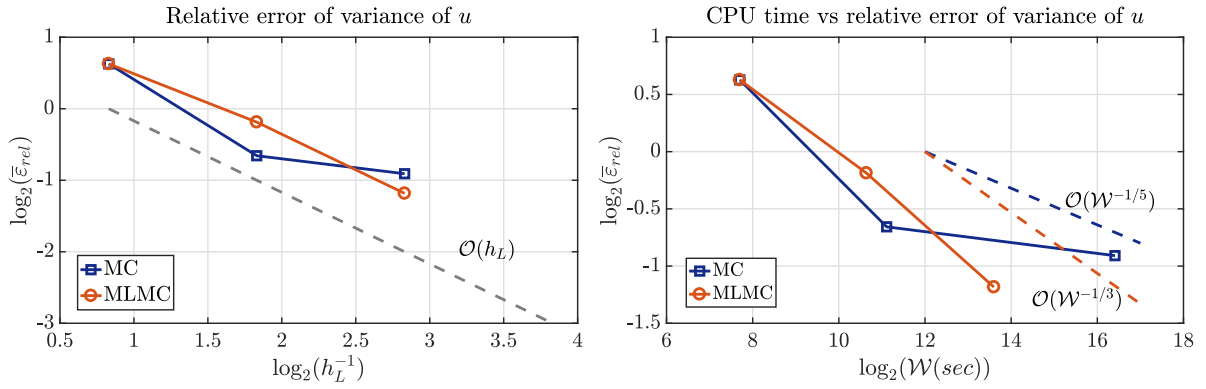 Relative error of variance of u
1
0
-1
-2
-3
log₂(ε̅_rel)
0.5 1 1.5 2 2.5 3 3.5 4
log₂(h_L⁻¹)
O(h_L)
MC
MLMC
CPU time vs relative error of variance of u
1
0.5
0
-0.5
-1
-1.5
log₂(ε̅_rel)
6 8 10 12 14 16 18
log₂(W(sec))
O(W^{-1/5})
O(W^{-1/3})
MC
MLMC